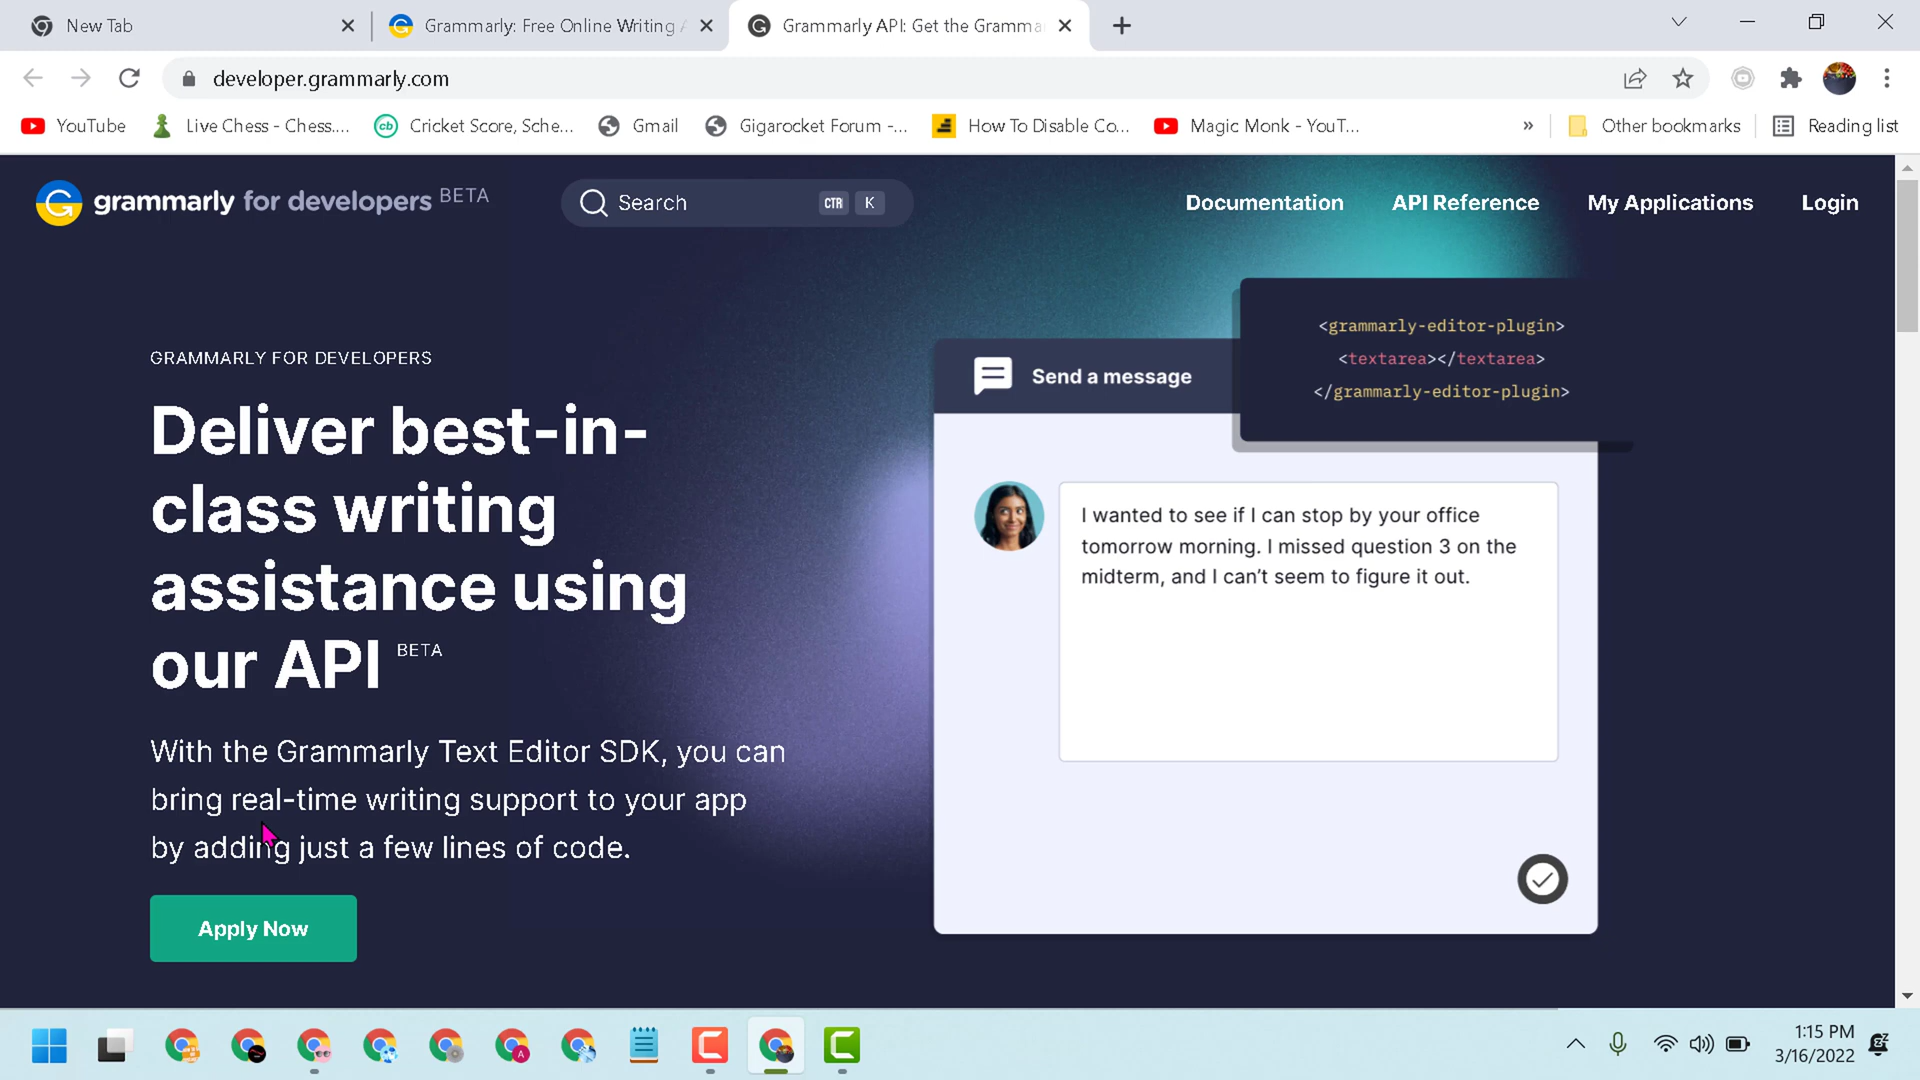 New Tab
Grammarly: Free Online Writing A
Grammarly API: Get the Gramma
developer.grammarly.com
YouTube
Live Chess - Chess....
Cricket Score, Sche...
Gmail
Gigarocket Forum -...
How To Disable Co...
Magic Monk - YouT...
»
Other bookmarks
Reading list
grammarly for developers BETA
Search
CTR K
Documentation
API Reference
My Applications
Login
GRAMMARLY FOR DEVELOPERS
Deliver best-in-
class writing
assistance using
our API BETA
With the Grammarly Text Editor SDK, you can
bring real-time writing support to your app
by adding just a few lines of code.
Apply Now
<grammarly-editor-plugin>
<textarea></textarea>
</grammarly-editor-plugin>
Send a message
I wanted to see if I can stop by your office
tomorrow morning. I missed question 3 on the
midterm, and I can't seem to figure it out.
1:15 PM
3/16/2022